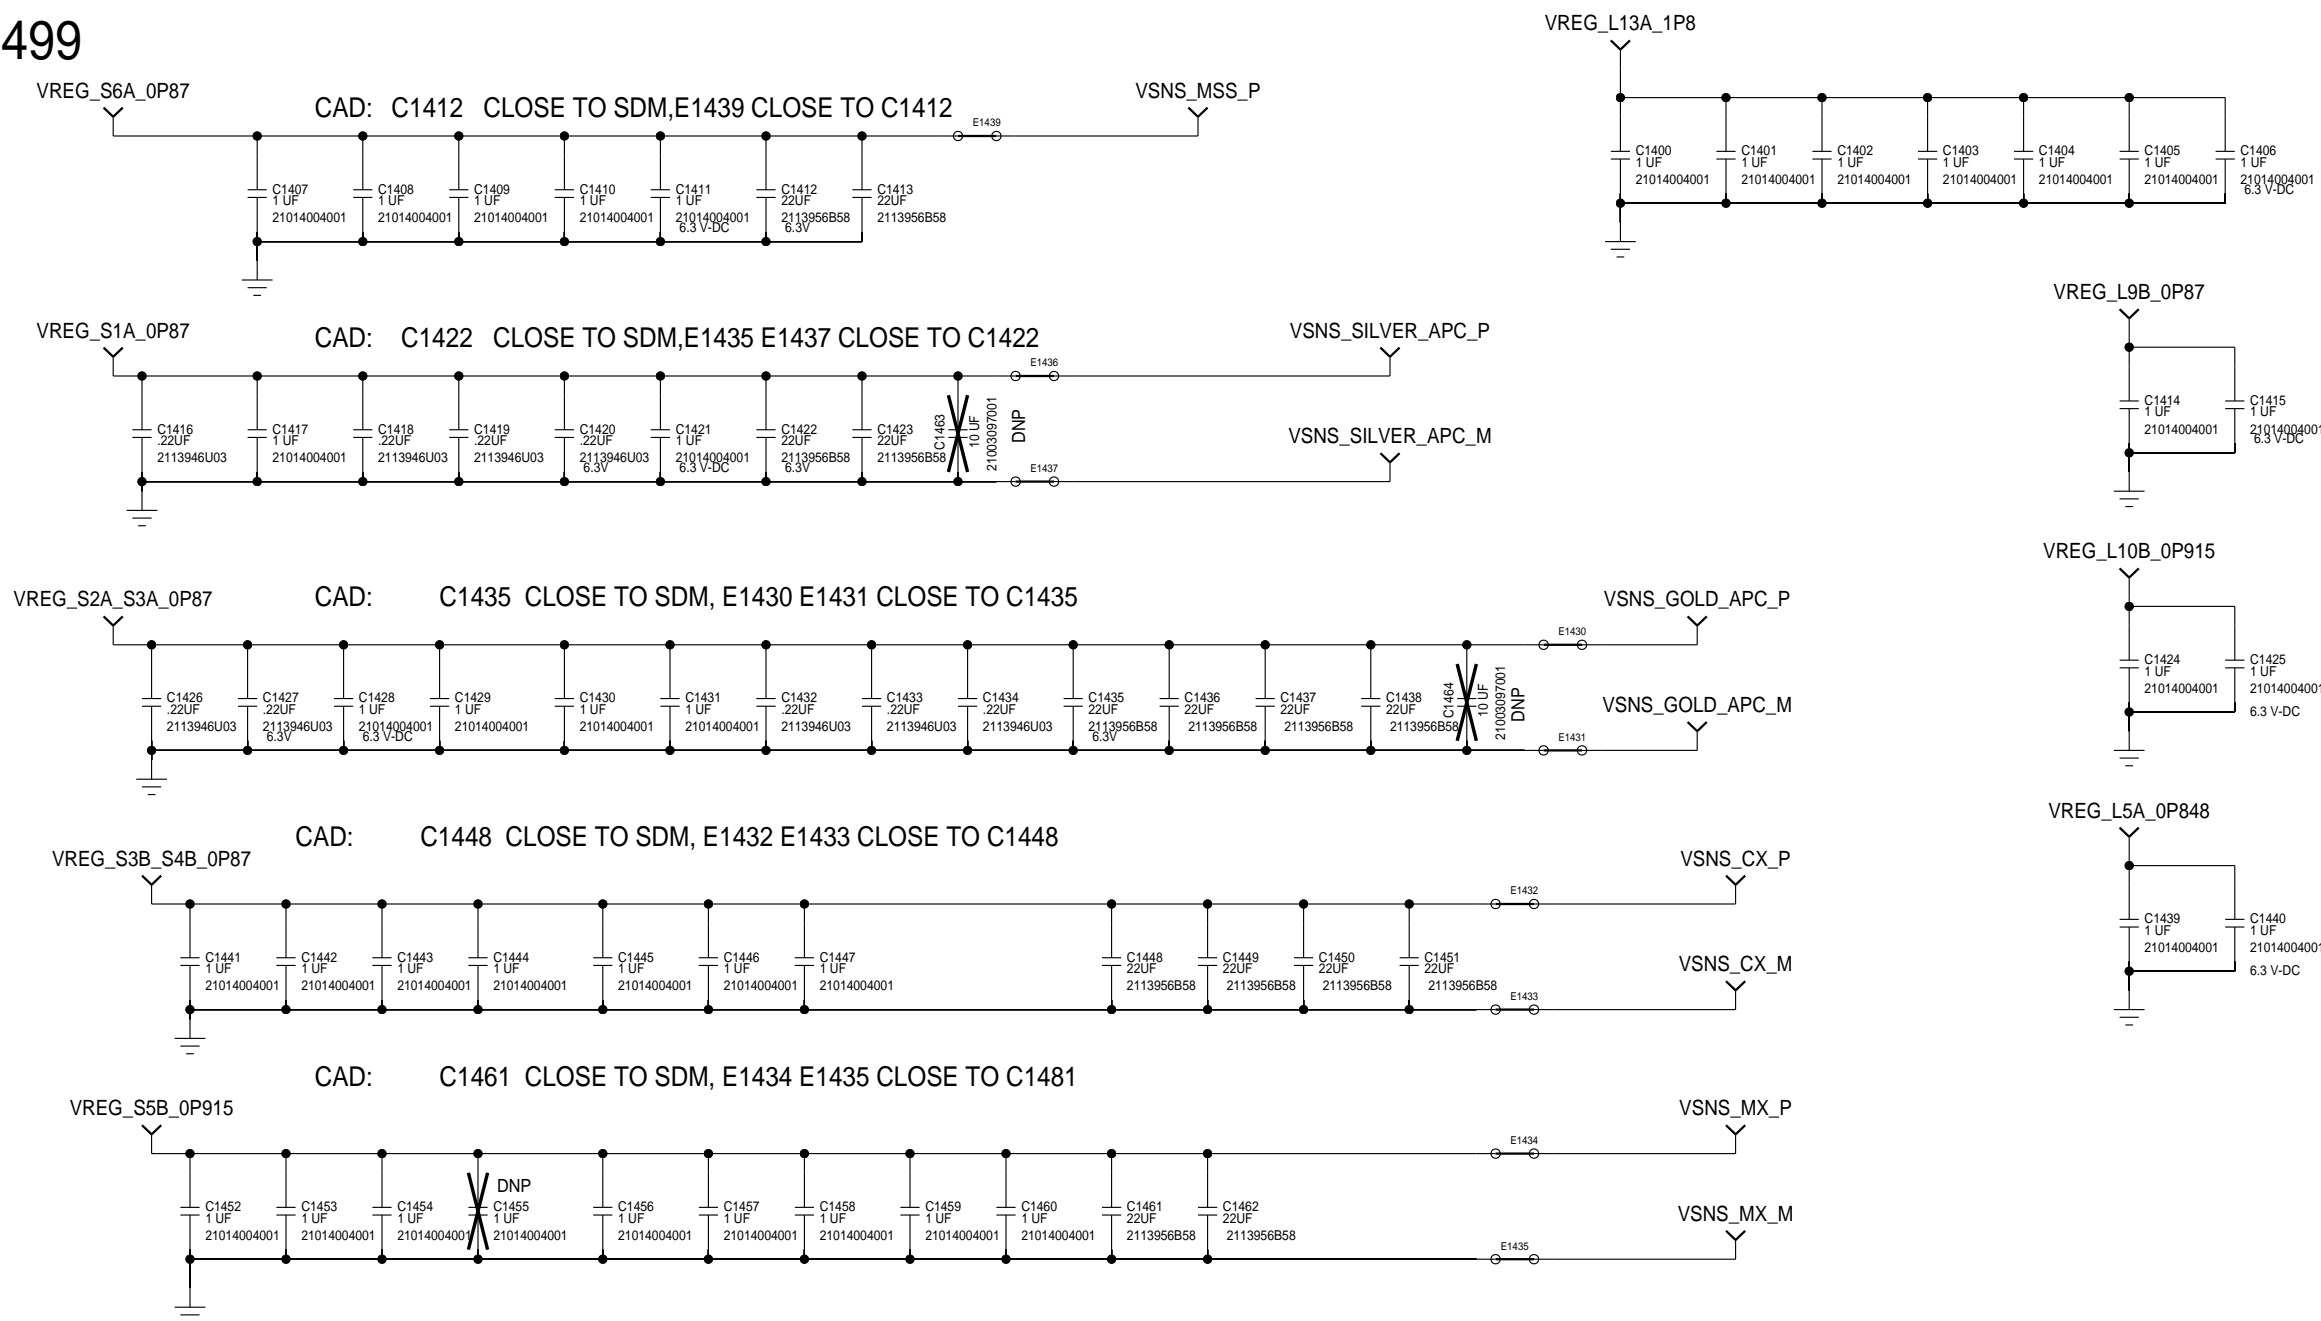 499
VREG_S6A_0P87
CAD: C1412 CLOSE TO SDM,E1439 CLOSE TO C1412
E1439
VSNS_MSS_P
C1407
1 UF
21014004001
C1408
1 UF
21014004001
C1409
1 UF
21014004001
C1410
1 UF
21014004001
C1411
1 UF
21014004001
6.3 V-DC
C1412
22UF
2113956B58
6.3V
C1413
22UF
2113956B58
VREG_L13A_1P8
C1400
1 UF
21014004001
C1401
1 UF
21014004001
C1402
1 UF
21014004001
C1403
1 UF
21014004001
C1404
1 UF
21014004001
C1405
1 UF
21014004001
C1406
1 UF
21014004001
6.3 V-DC
VREG_S1A_0P87
CAD: C1422 CLOSE TO SDM,E1435 E1437 CLOSE TO C1422
E1436
VSNS_SILVER_APC_P
C1416
.22UF
2113946U03
C1417
1 UF
21014004001
C1418
.22UF
2113946U03
C1419
.22UF
2113946U03
C1420
.22UF
2113946U03
6.3V
C1421
1 UF
21014004001
6.3 V-DC
C1422
22UF
2113956B58
6.3V
C1423
22UF
2113956B58
C1463
10 UF
21003097001
DNP
E1437
VSNS_SILVER_APC_M
VREG_L9B_0P87
C1414
1 UF
21014004001
C1415
1 UF
21014004001
6.3 V-DC
VREG_S2A_S3A_0P87
CAD: C1435 CLOSE TO SDM, E1430 E1431 CLOSE TO C1435
E1430
VSNS_GOLD_APC_P
C1426
.22UF
2113946U03
C1427
.22UF
2113946U03
6.3V
C1428
1 UF
21014004001
6.3 V-DC
C1429
1 UF
21014004001
C1430
1 UF
21014004001
C1431
1 UF
21014004001
C1432
.22UF
2113946U03
C1433
.22UF
2113946U03
C1434
.22UF
2113946U03
C1435
22UF
2113956B58
6.3V
C1436
22UF
2113956B58
C1437
22UF
2113956B58
C1438
22UF
2113956B58
C1464
10 UF
21003097001
DNP
E1431
VSNS_GOLD_APC_M
VREG_L10B_0P915
C1424
1 UF
21014004001
C1425
1 UF
21014004001
6.3 V-DC
CAD: C1448 CLOSE TO SDM, E1432 E1433 CLOSE TO C1448
VREG_S3B_S4B_0P87
E1432
VSNS_CX_P
C1441
1 UF
21014004001
C1442
1 UF
21014004001
C1443
1 UF
21014004001
C1444
1 UF
21014004001
C1445
1 UF
21014004001
C1446
1 UF
21014004001
C1447
1 UF
21014004001
C1448
22UF
2113956B58
C1449
22UF
2113956B58
C1450
22UF
2113956B58
C1451
22UF
2113956B58
E1433
VSNS_CX_M
VREG_L5A_0P848
C1439
1 UF
21014004001
C1440
1 UF
21014004001
6.3 V-DC
CAD: C1461 CLOSE TO SDM, E1434 E1435 CLOSE TO C1481
VREG_S5B_0P915
E1434
VSNS_MX_P
C1452
1 UF
21014004001
C1453
1 UF
21014004001
C1454
1 UF
21014004001
DNP
C1455
1 UF
21014004001
C1456
1 UF
21014004001
C1457
1 UF
21014004001
C1458
1 UF
21014004001
C1459
1 UF
21014004001
C1460
1 UF
21014004001
C1461
22UF
2113956B58
C1462
22UF
2113956B58
E1435
VSNS_MX_M